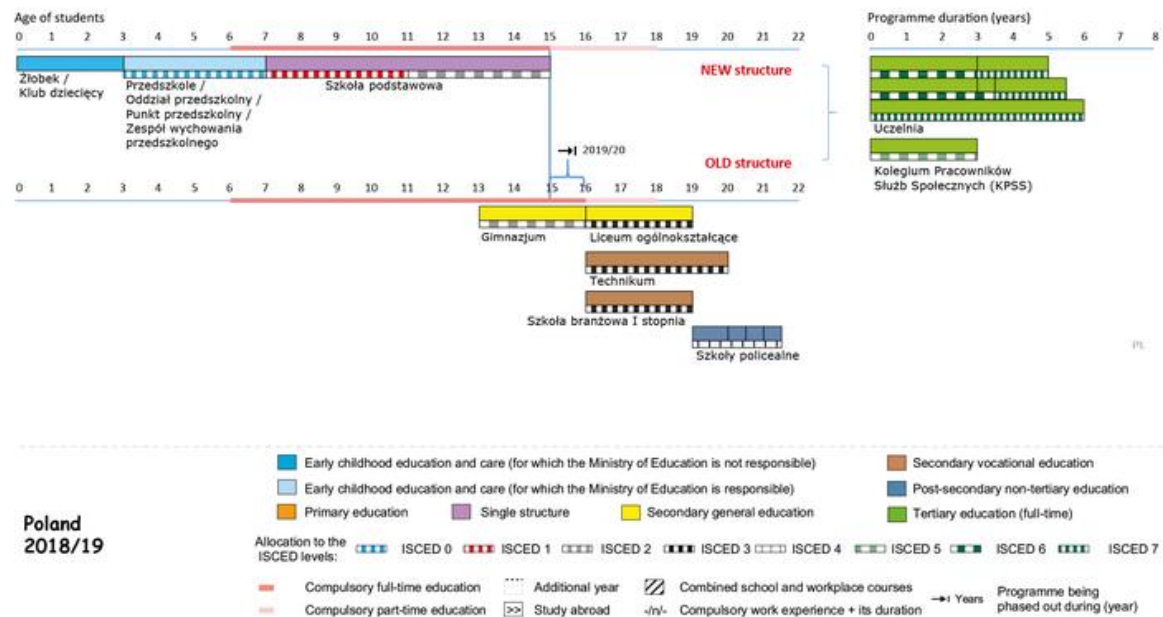 Age of students
Programme duration (years)
0 1 2 3 4 5 6 7 8 9 10 11 12 13 14 15 16 17 18 19 20 21 22
0 1 2 3 4 5 6 7 8
Żłobek /
Klub dziecięcy
Przedszkole /
Oddział przedszkolny /
Punkt przedszkolny /
Zespół wychowania
przedszkolnego
Szkoła podstawowa
NEW structure
2019/20
OLD structure
Uczelnia
Kolegium Pracowników
Służb Społecznych (KPSS)
0 1 2 3 4 5 6 7 8 9 10 11 12 13 14 15 16 17 18 19 20 21 22
Gimnazjum
Liceum ogólnokształcące
Technikum
Szkoła branżowa I stopnia
Szkoły policealne
PL
Poland
2018/19
Early childhood education and care (for which the Ministry of Education is not responsible)
Secondary vocational education
Early childhood education and care (for which the Ministry of Education is responsible)
Post-secondary non-tertiary education
Primary education
Single structure
Secondary general education
Tertiary education (full-time)
Allocation to the
ISCED levels:
ISCED 0
ISCED 1
ISCED 2
ISCED 3
ISCED 4
ISCED 5
ISCED 6
ISCED 7
Compulsory full-time education
Additional year
Combined school and workplace courses
Compulsory part-time education
>> Study abroad
-/n/- Compulsory work experience + its duration
Years
Programme being
phased out during (year)